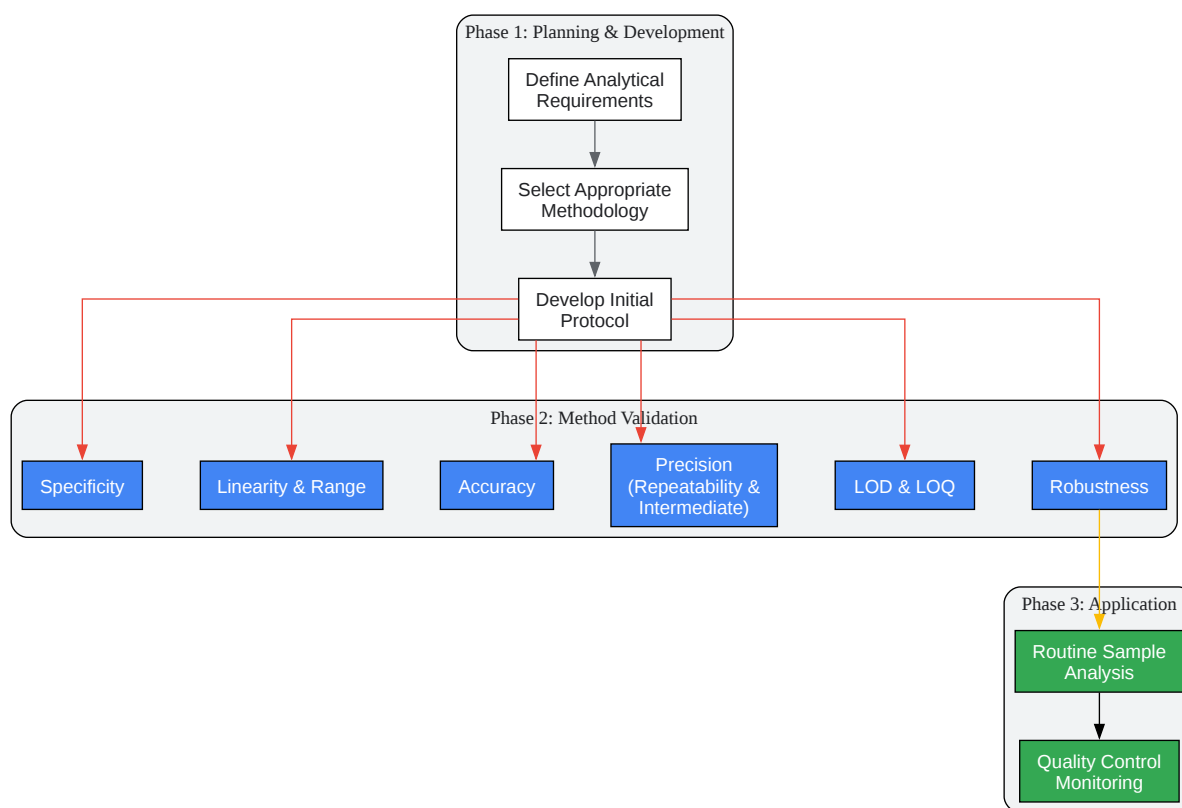 Phase 1: Planning & Development
Define Analytical
Requirements
Select Appropriate
Methodology
Develop Initial
Protocol
Phase 2: Method Validation
Specificity
Linearity & Range
Accuracy
Precision
(Repeatability &
Intermediate)
LOD & LOQ
Robustness
Phase 3: Application
Routine Sample
Analysis
Quality Control
Monitoring